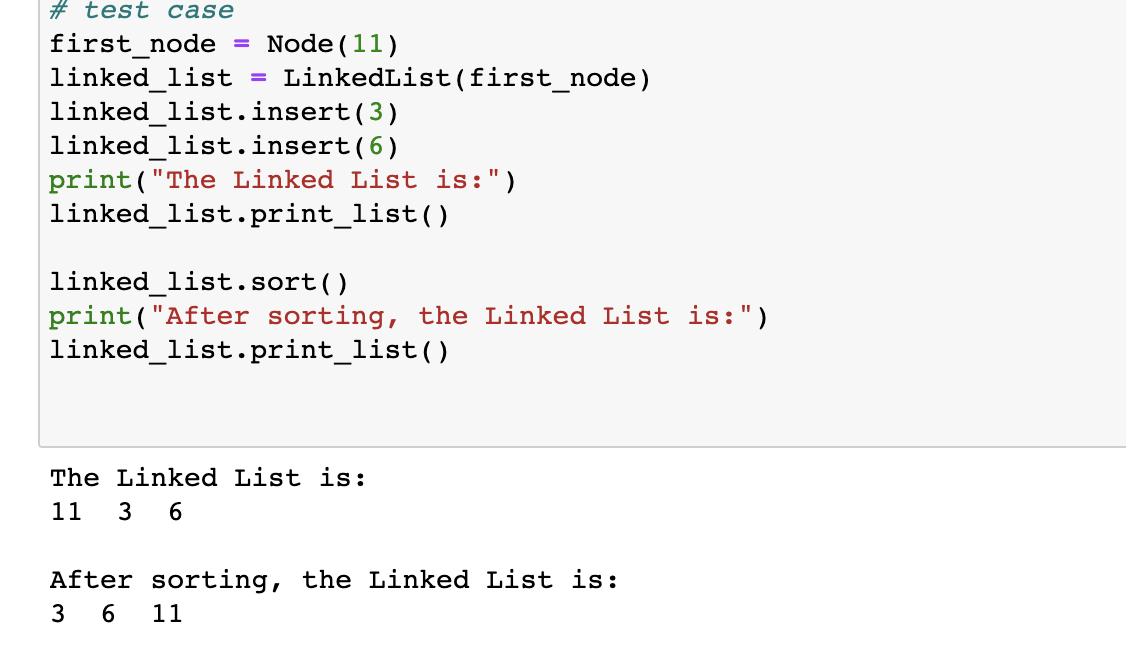 # test case
first_node = Node(11)
linked_list = LinkedList(first_node)
linked_list.insert(3)
linked_list.insert(6)
print("The Linked List is:")
linked_list.print_list()
linked_list.sort()
print("After sorting, the Linked List is:")
linked_list.print_list()
The Linked List is:
11  3  6
After sorting, the Linked List is:
3  6  11